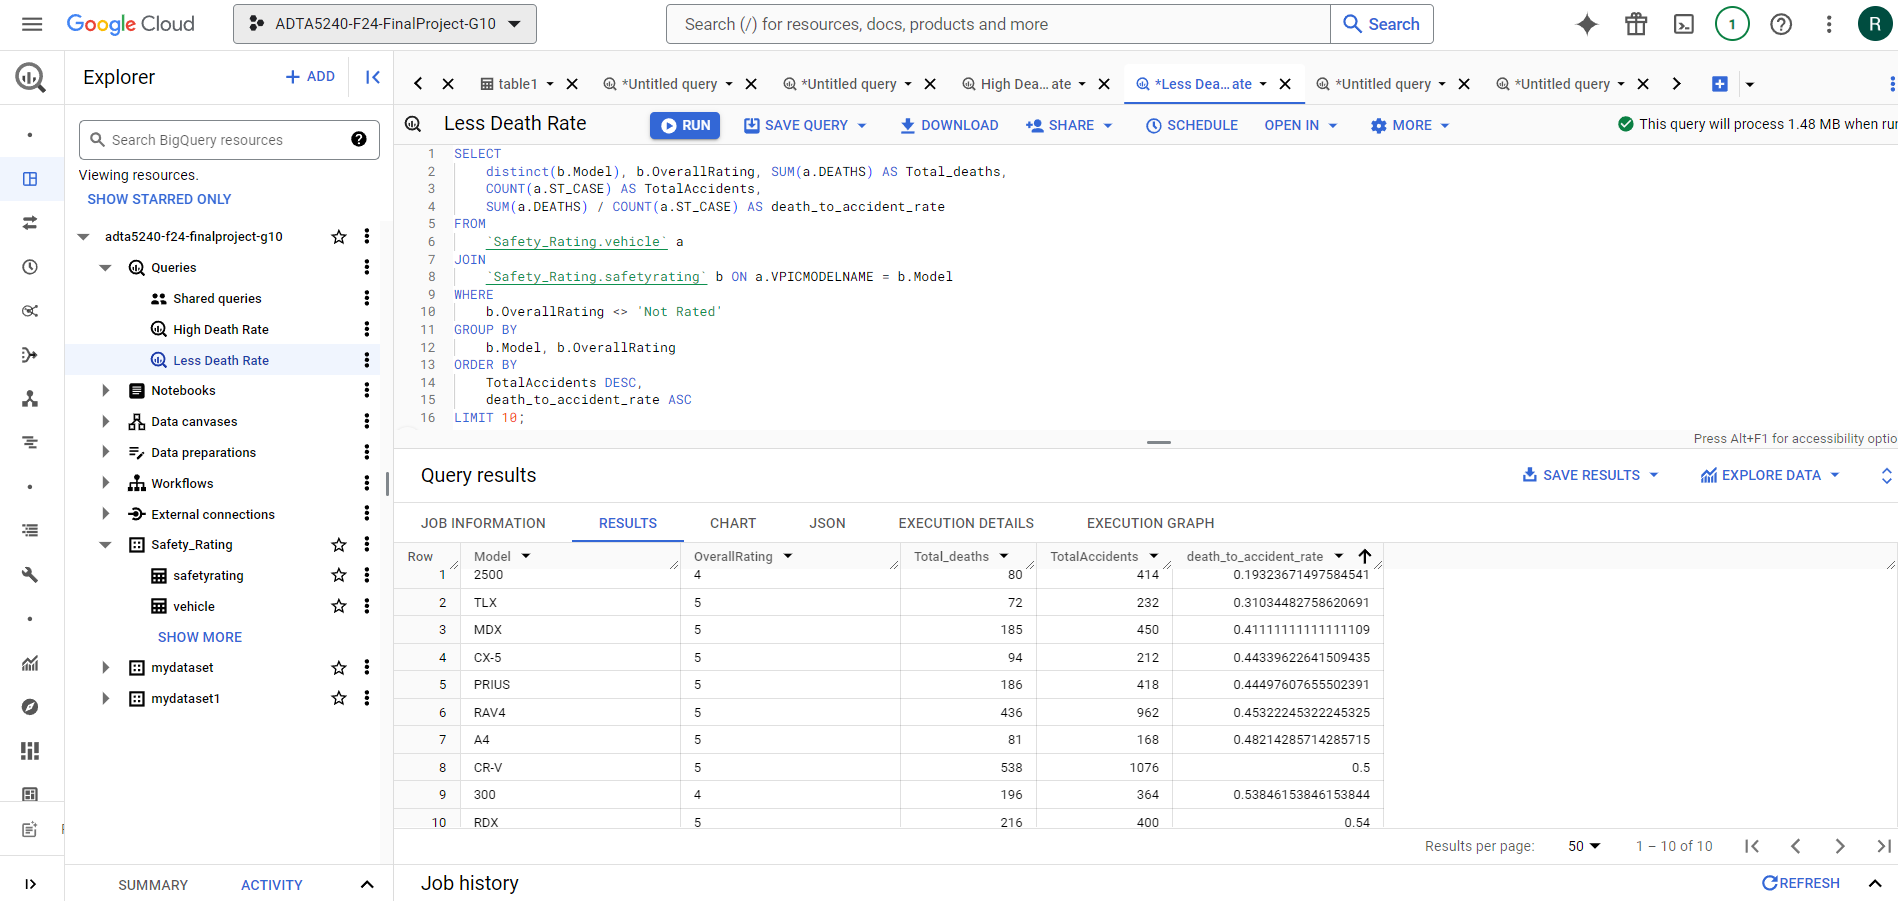 Google Cloud
ADTA5240-F24-FinalProject-G10
Search (/) for resources, docs, products and more
Search
1
R
Explorer
ADD
table1
*Untitled query
*Untitled query
High Dea... ate
*Less Dea... ate
*Untitled query
*Untitled query
Less Death Rate
RUN
SAVE QUERY
DOWNLOAD
SHARE
SCHEDULE
OPEN IN
MORE
This query will process 1.48 MB when run
Search BigQuery resources
Viewing resources.
SHOW STARRED ONLY
adta5240-f24-finalproject-g10
Queries
Shared queries
High Death Rate
Less Death Rate
Notebooks
Data canvases
Data preparations
Workflows
External connections
Safety_Rating
safetyrating
vehicle
SHOW MORE
mydataset
mydataset1
SUMMARY
ACTIVITY
1 SELECT
2 distinct(b.Model), b.OverallRating, SUM(a.DEATHS) AS Total_deaths,
3 COUNT(a.ST_CASE) AS TotalAccidents,
4 SUM(a.DEATHS) / COUNT(a.ST_CASE) AS death_to_accident_rate
5 FROM
6 `Safety_Rating.vehicle` a
7 JOIN
8 `Safety_Rating.safetyrating` b ON a.VPICMODELNAME = b.Model
9 WHERE
10 b.OverallRating <> 'Not Rated'
11 GROUP BY
12 b.Model, b.OverallRating
13 ORDER BY
14 TotalAccidents DESC,
15 death_to_accident_rate ASC
16 LIMIT 10;
Press Alt+F1 for accessibility optio
Query results
SAVE RESULTS
EXPLORE DATA
JOB INFORMATION
RESULTS
CHART
JSON
EXECUTION DETAILS
EXECUTION GRAPH
Row Model OverallRating Total_deaths TotalAccidents death_to_accident_rate
1 2500 4 80 414 0.19323671497584541
2 TLX 5 72 232 0.31034482758620691
3 MDX 5 185 450 0.41111111111111109
4 CX-5 5 94 212 0.44339622641509435
5 PRIUS 5 186 418 0.44497607655502391
6 RAV4 5 436 962 0.45322245322245325
7 A4 5 81 168 0.48214285714285715
8 CR-V 5 538 1076 0.5
9 300 4 196 364 0.53846153846153844
10 RDX 5 216 400 0.54
Results per page: 50 1 – 10 of 10
Job history
REFRESH